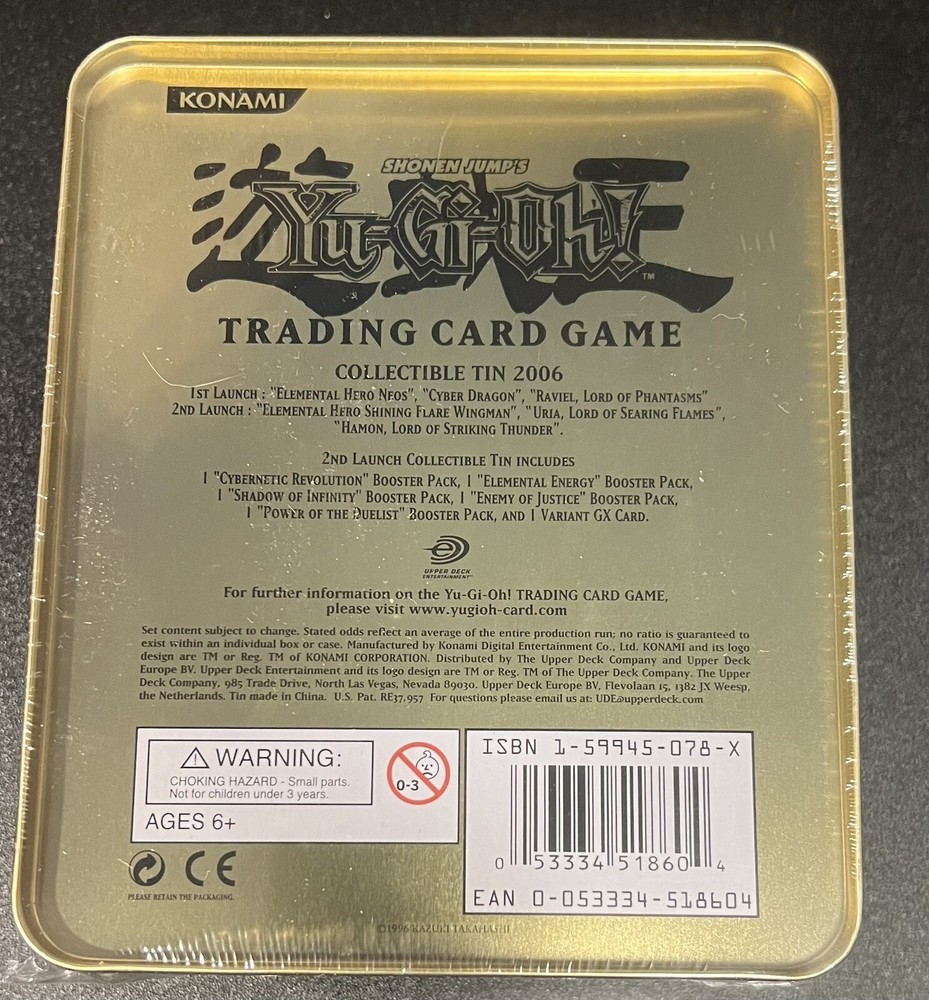 KONAMI
SHONEN JUMP'S
遊戯王
Yu-Gi-Oh!™
TRADING CARD GAME
COLLECTIBLE TIN 2006
1ST LAUNCH : "ELEMENTAL HERO NEOS", "CYBER DRAGON", "RAVIEL, LORD OF PHANTASMS"
2ND LAUNCH : "ELEMENTAL HERO SHINING FLARE WINGMAN", "URIA, LORD OF SEARING FLAMES",
"HAMON, LORD OF STRIKING THUNDER".
2ND LAUNCH COLLECTIBLE TIN INCLUDES
1 "CYBERNETIC REVOLUTION" BOOSTER PACK, 1 "ELEMENTAL ENERGY" BOOSTER PACK,
1 "SHADOW OF INFINITY" BOOSTER PACK, 1 "ENEMY OF JUSTICE" BOOSTER PACK,
1 "POWER OF THE DUELIST" BOOSTER PACK, AND 1 VARIANT GX CARD.
UPPER DECK
ENTERTAINMENT™
For further information on the Yu-Gi-Oh! TRADING CARD GAME,
please visit www.yugioh-card.com
Set content subject to change. Stated odds reflect an average of the entire production run; no ratio is guaranteed to
exist within an individual box or case. Manufactured by Konami Digital Entertainment Co., Ltd. KONAMI and its logo
design are TM or Reg. TM of KONAMI CORPORATION. Distributed by The Upper Deck Company and Upper Deck
Europe BV. Upper Deck Entertainment and its logo design are TM or Reg. TM of The Upper Deck Company. The Upper
Deck Company, 985 Trade Drive, North Las Vegas, Nevada 89030. Upper Deck Europe BV, Flevolaan 15, 1382 JX Weesp,
the Netherlands. Tin made in China. U.S. Pat. RE37,957 For questions please email us at: UDE@upperdeck.com
⚠ WARNING:
CHOKING HAZARD - Small parts.
Not for children under 3 years.
0-3
AGES 6+
ISBN 1-59945-078-X
0 53334 51860 4
EAN 0-053334-518604
CE
PLEASE RETAIN THE PACKAGING.
©1996 KAZUKI TAKAHASHI